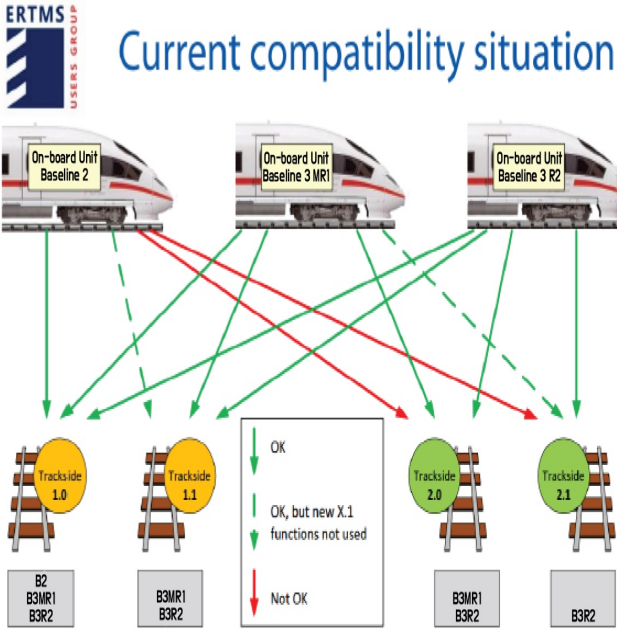 ERTMS
USERS GROUP
Current compatibility situation
On-board Unit
Baseline 2
On-board Unit
Baseline 3 MR1
On-board Unit
Baseline 3 R2
Trackside
1.0
Trackside
1.1
Trackside
2.0
Trackside
2.1
OK
OK, but new X.1
functions not used
Not OK
B2
B3MR1
B3R2
B3MR1
B3R2
B3MR1
B3R2
B3R2